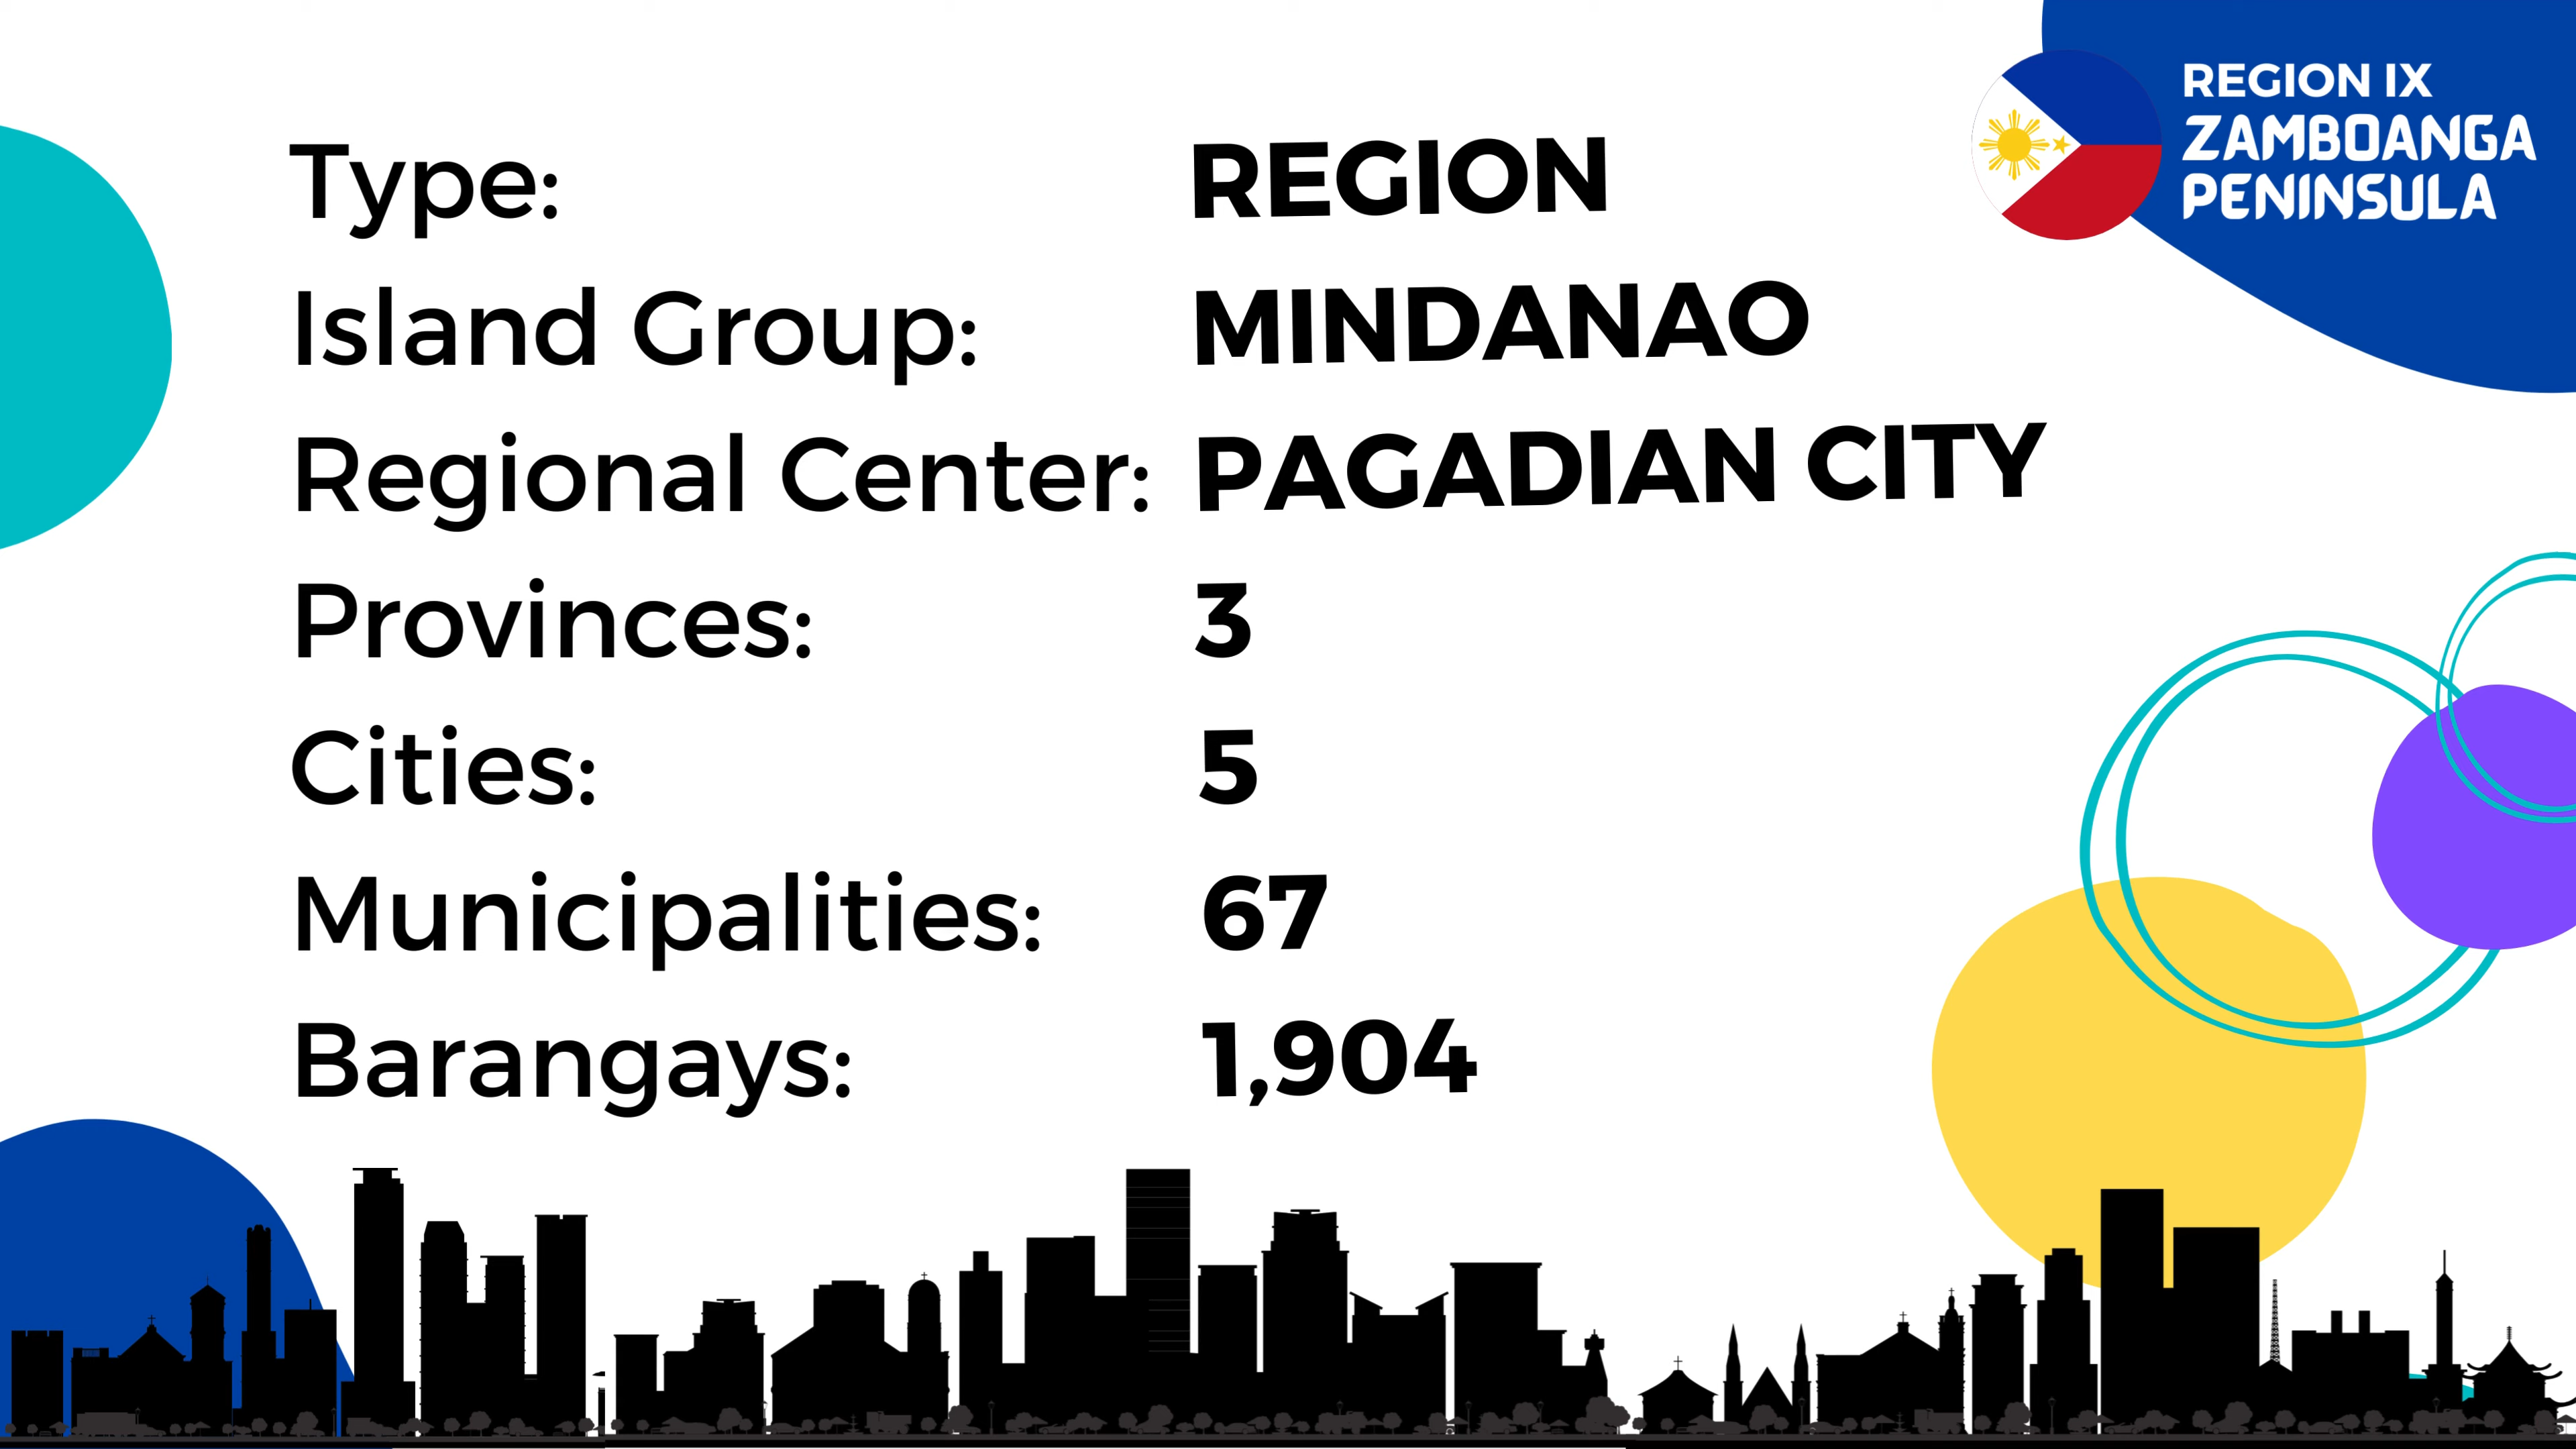 REGION IX
ZAMBOANGA
PENINSULA
Type: REGION
Island Group: MINDANAO
Regional Center: PAGADIAN CITY
Provinces: 3
Cities: 5
Municipalities: 67
Barangays: 1,904